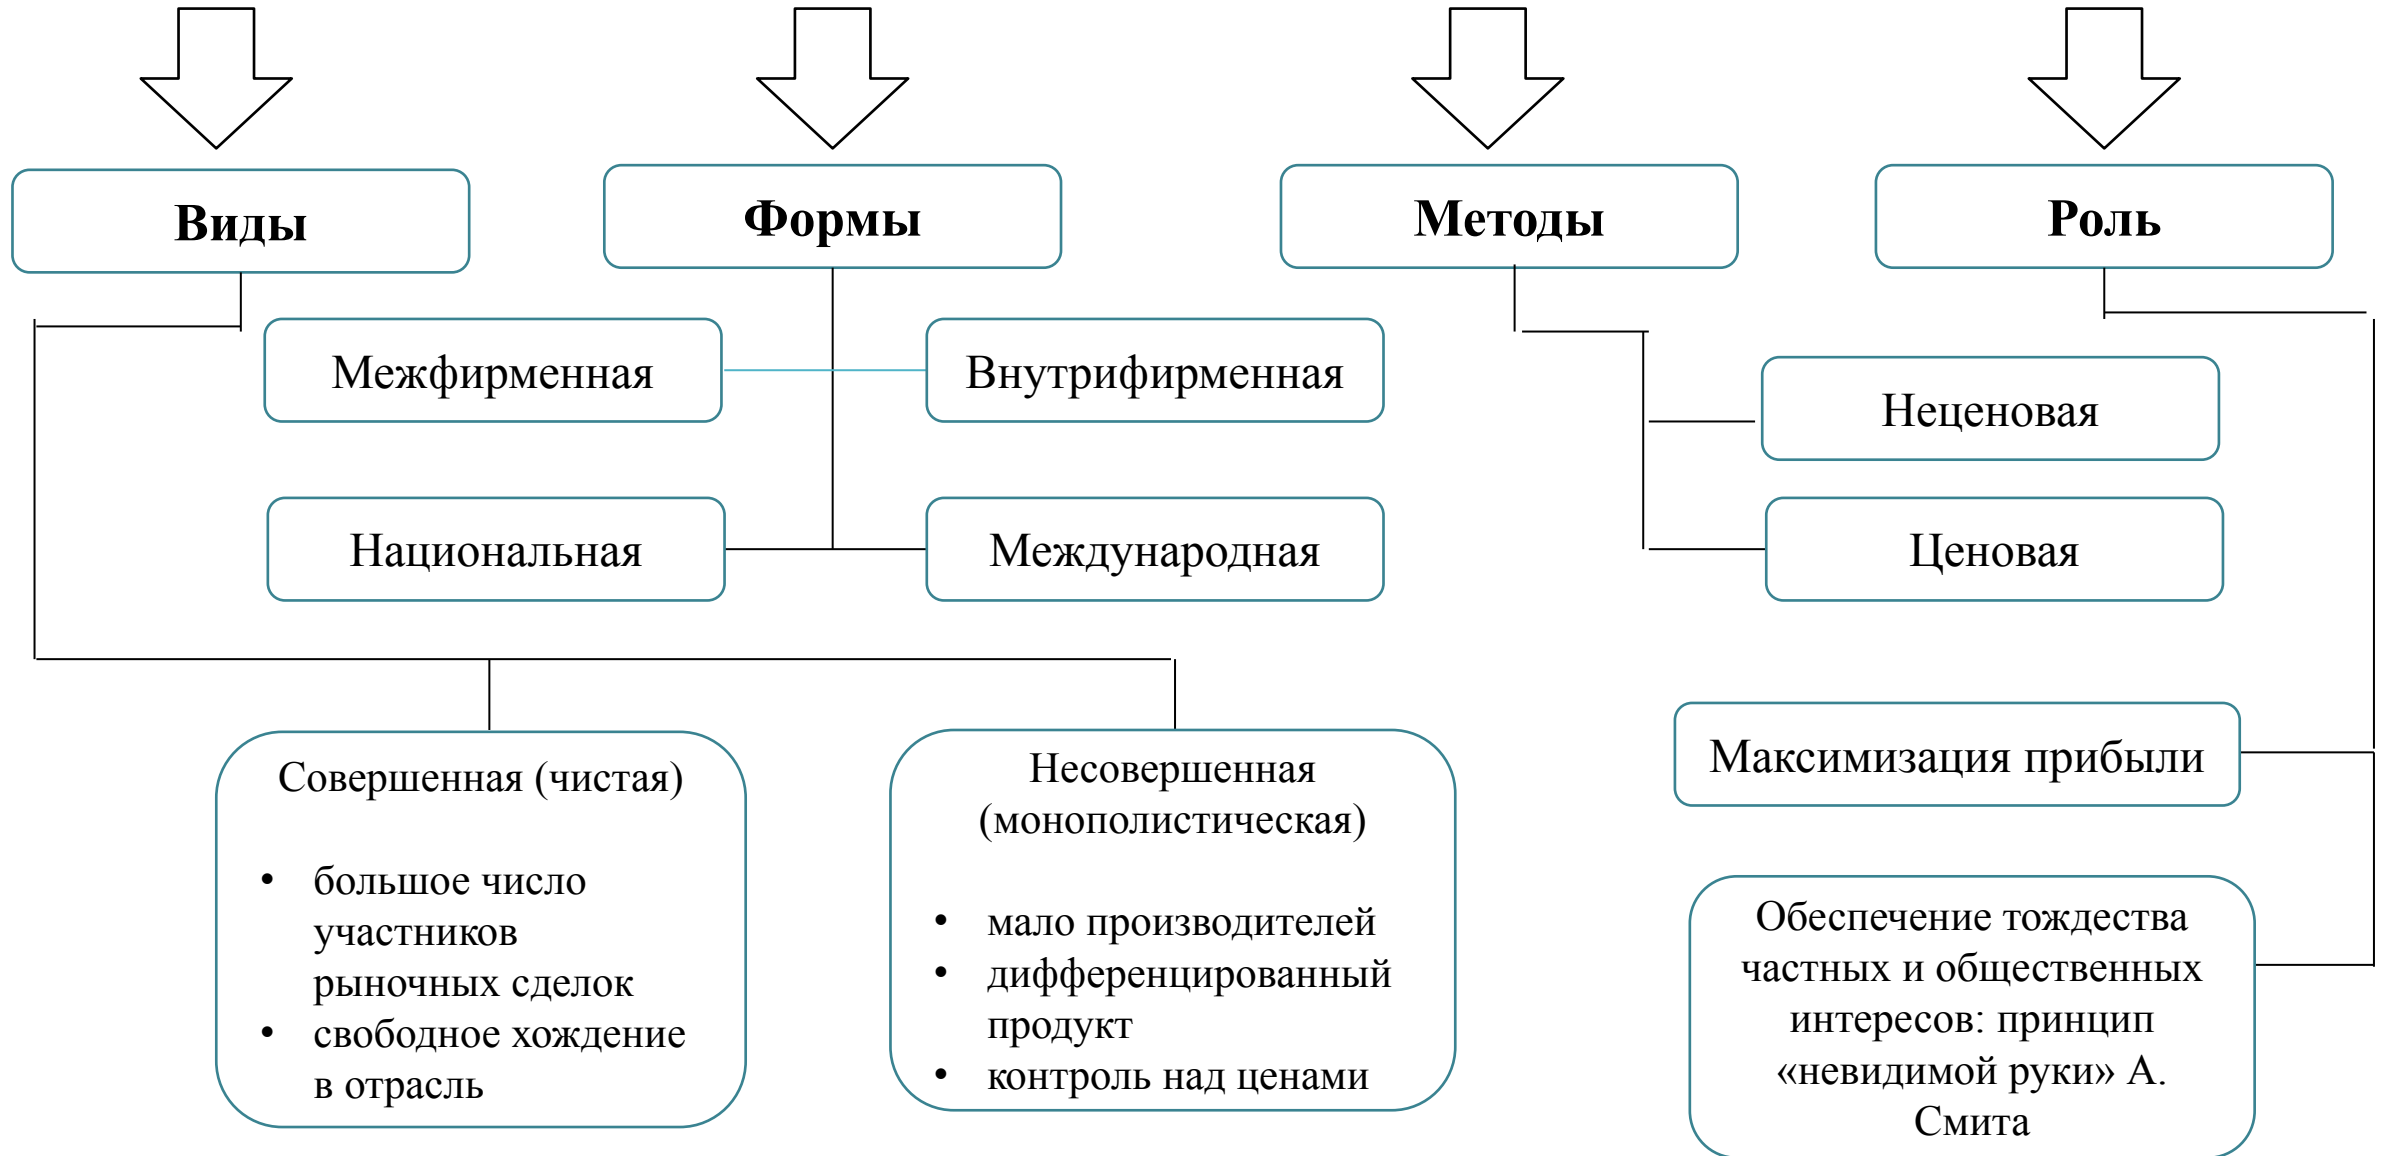 Виды
Формы
Методы
Роль
Межфирменная
Внутрифирменная
Неценовая
Национальная
Международная
Ценовая
Совершенная (чистая)
• большое число
участников
рыночных сделок
• свободное хождение
в отрасль
Несовершенная
(монополистическая)
• мало производителей
• дифференцированный
продукт
• контроль над ценами
Максимизация прибыли
Обеспечение тождества
частных и общественных
интересов: принцип
«невидимой руки» А.
Смита